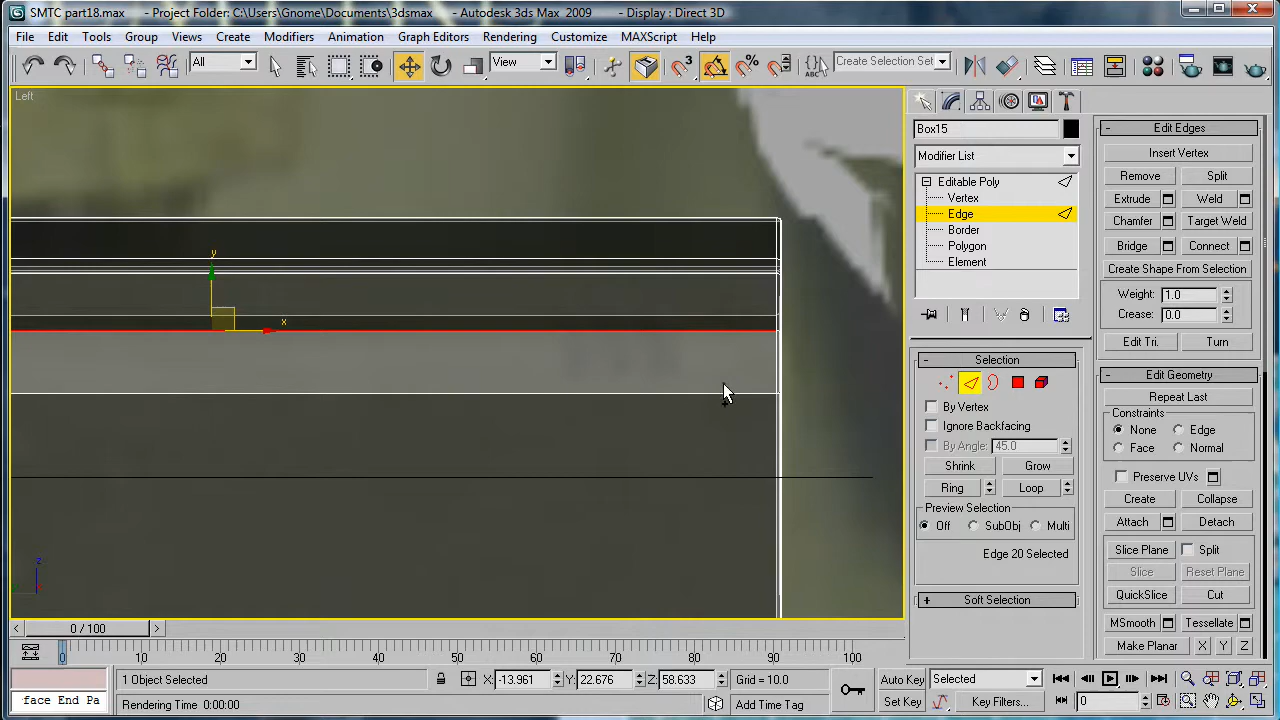 SMTC part18.max - Project Folder: C:\Users\Gnome\Documents\3dsmax - Autodesk 3ds Max 2009 - Display : Direct 3D
File Edit Tools Group Views Create Modifiers Animation Graph Editors Rendering Customize MAXScript Help
All View 3 % ABC Create Selection Set
Left
Box15
Modifier List
Editable Poly
Vertex
Edge
Border
Polygon
Element
Selection
By Vertex
Ignore Backfacing
By Angle: 45.0
Shrink Grow
Ring Loop
Preview Selection
Off SubObj Multi
Edge 20 Selected
Soft Selection
Edit Edges
Insert Vertex
Remove Split
Extrude Weld
Chamfer Target Weld
Bridge Connect
Create Shape From Selection
Weight: 1.0
Crease: 0.0
Edit Tri. Turn
Edit Geometry
Repeat Last
Constraints
None Edge
Face Normal
Preserve UVs
Create Collapse
Attach Detach
Slice Plane Split
Slice Reset Plane
QuickSlice Cut
MSmooth Tessellate
Make Planar X Y Z
y
x
z
0 / 100
0 10 20 30 40 50 60 70 80 90 100
1 Object Selected X: -13.961 Y: 22.676 Z: 58.633 Grid = 10.0 Auto Key Selected
face End Pa Rendering Time 0:00:00 Add Time Tag Set Key Key Filters... 0